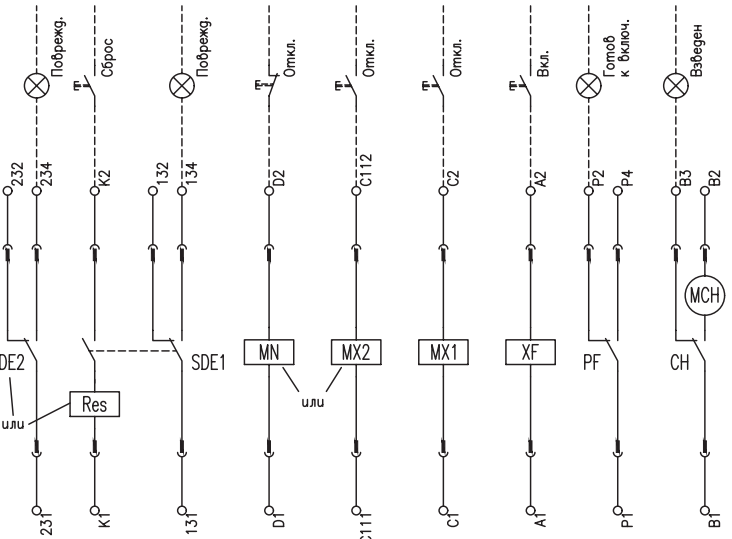 Поврежд.
Сброс
Поврежд.
Откл.
Откл.
Откл.
Вкл.
Готов
к включ.
Взведен
232
234
K2
132
134
D2
C112
C2
A2
P2
P4
B3
B2
MCH
DE2
SDE1
MN
MX2
MX1
XF
PF
CH
или
Res
или
231
K1
131
D1
C111
C1
A1
P1
B1